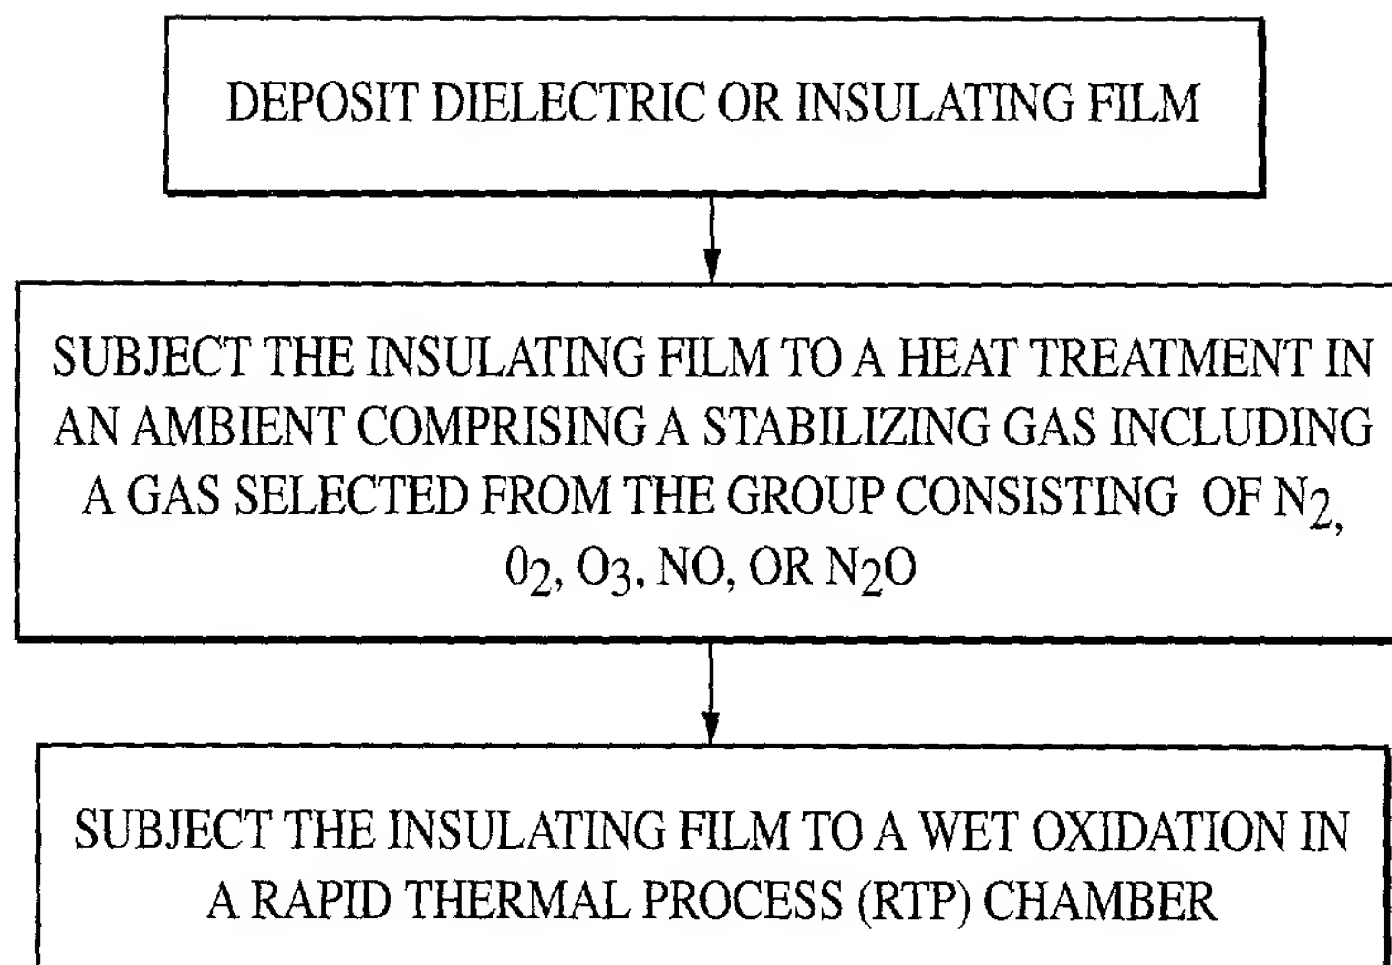 DEPOSIT DIELECTRIC OR INSULATING FILM
SUBJECT THE INSULATING FILM TO A HEAT TREATMENT IN
AN AMBIENT COMPRISING A STABILIZING GAS INCLUDING
A GAS SELECTED FROM THE GROUP CONSISTING OF N2,
02, O3, NO, OR N2O
SUBJECT THE INSULATING FILM TO A WET OXIDATION IN
A RAPID THERMAL PROCESS (RTP) CHAMBER